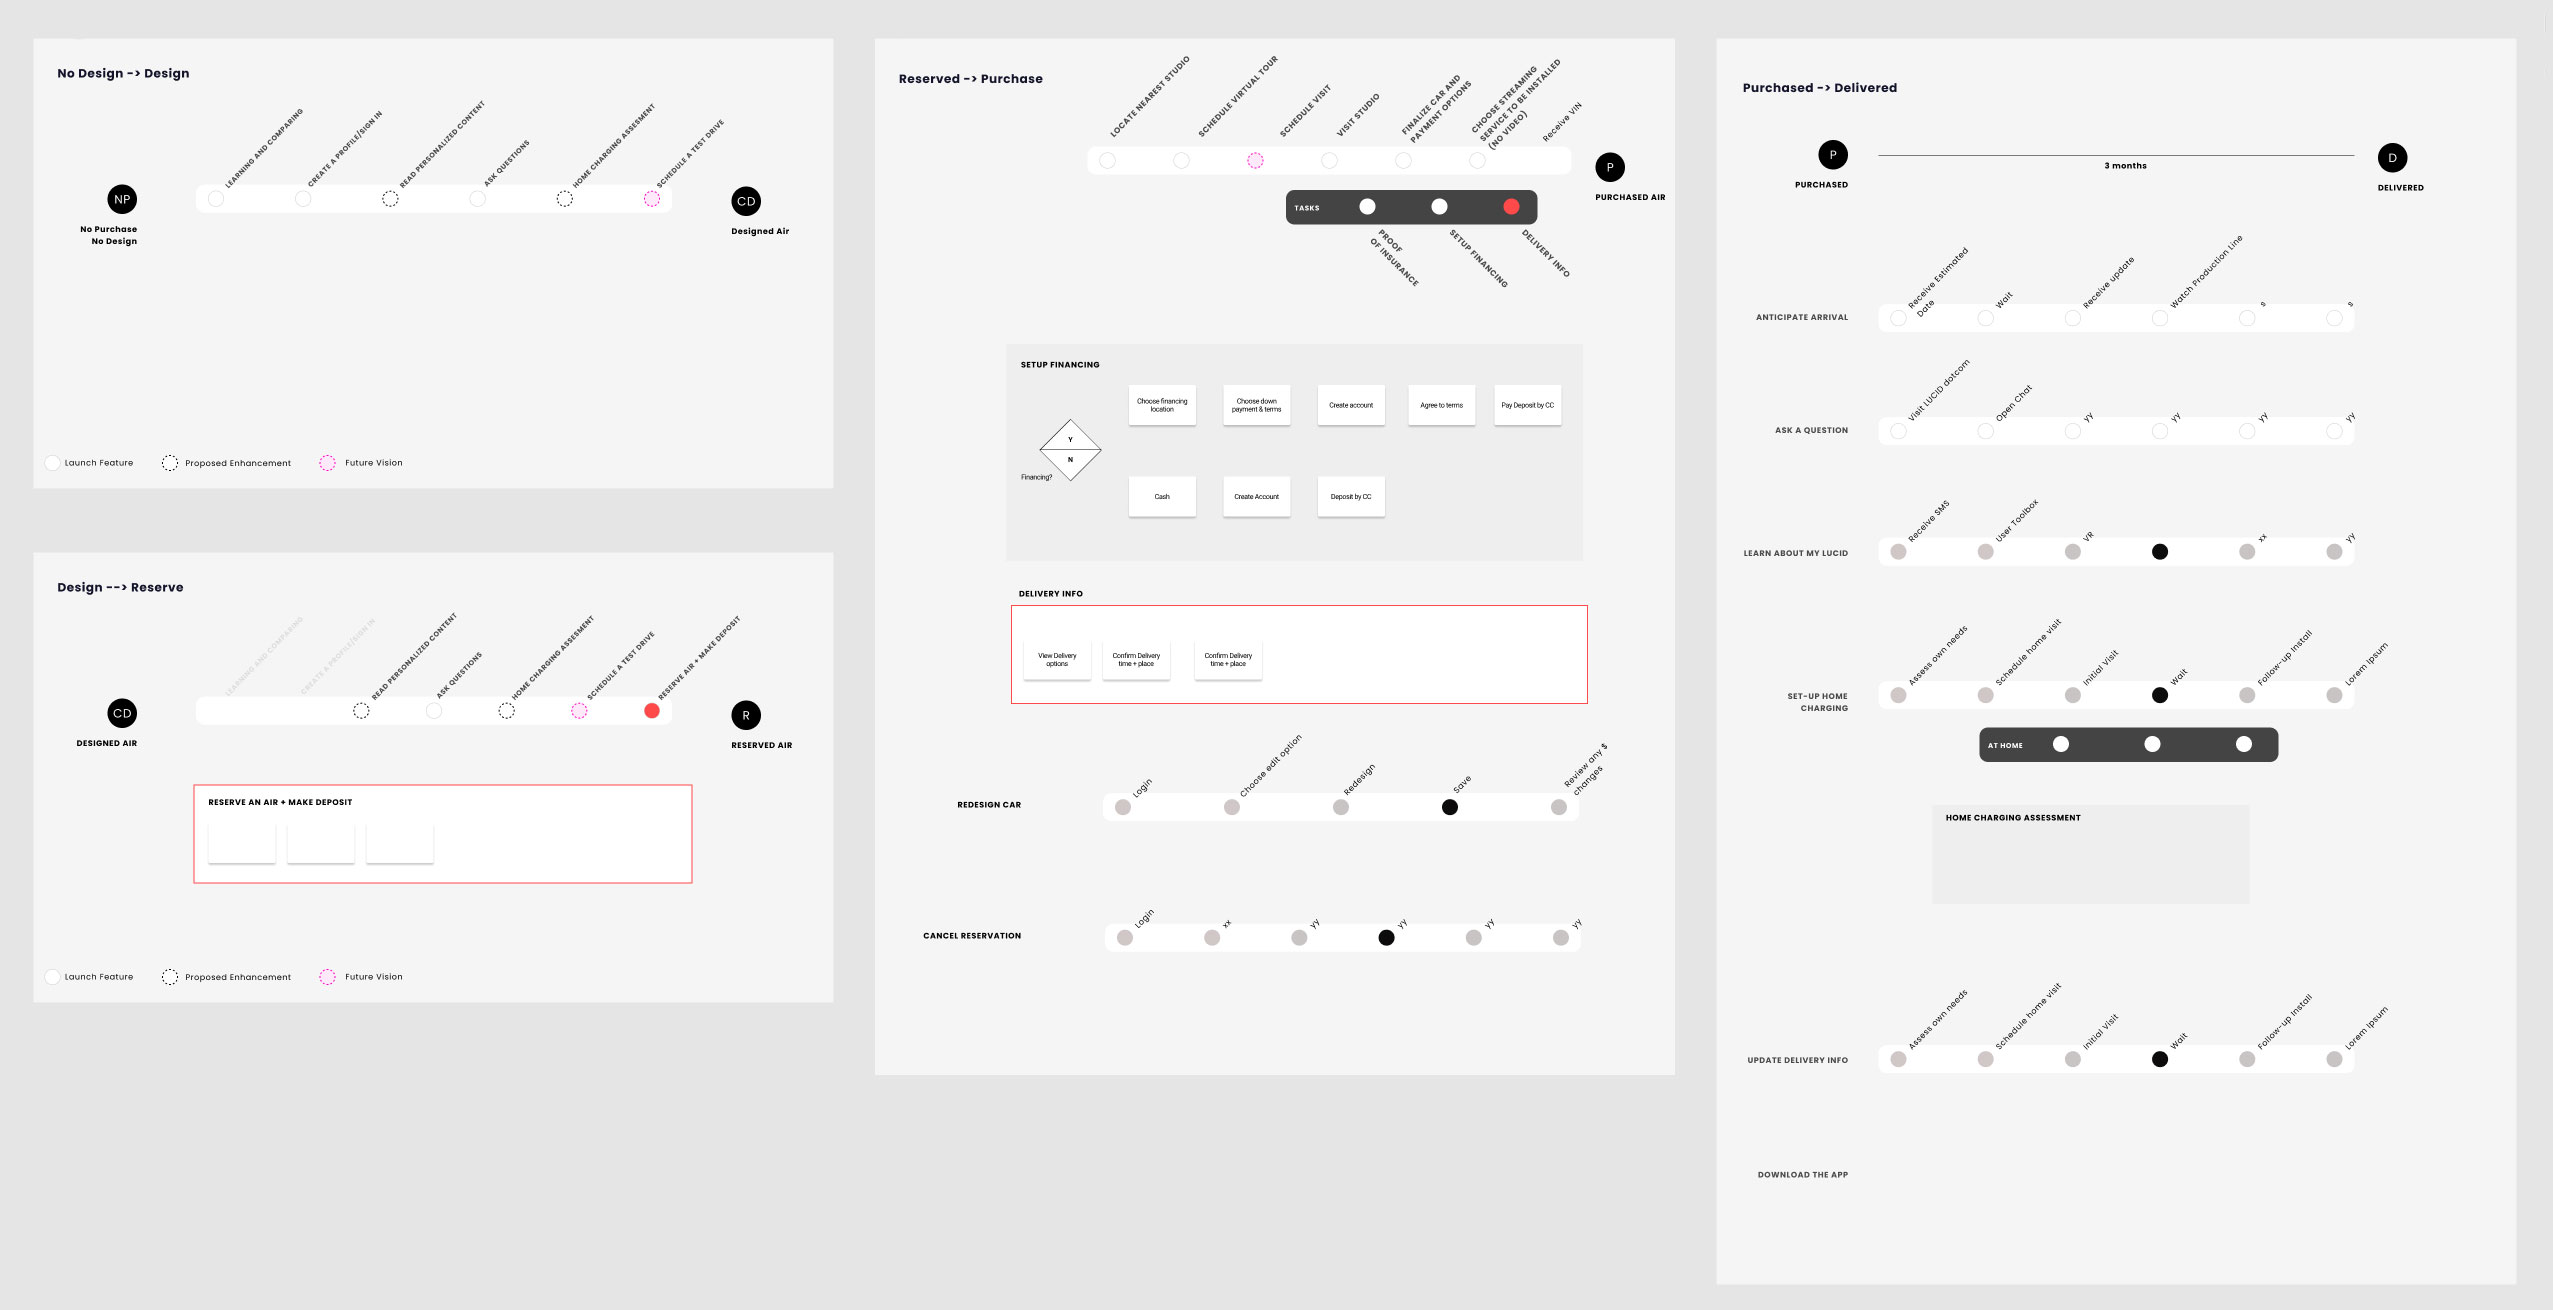 No Design -> Design
LEARNING AND COMPARING
CREATE A PROFILE/SIGN IN
READ PERSONALIZED CONTENT
ASK QUESTIONS
HOME CHARGING ASSESMENT
SCHEDULE A TEST DRIVE
NP
No Purchase
No Design
CD
Designed Air
Launch Feature
Proposed Enhancement
Future Vision
Design --> Reserve
LEARNING AND COMPARING
CREATE A PROFILE/SIGN IN
READ PERSONALIZED CONTENT
ASK QUESTIONS
HOME CHARGING ASSESMENT
SCHEDULE A TEST DRIVE
RESERVE AIR + MAKE DEPOSIT
CD
DESIGNED AIR
R
RESERVED AIR
RESERVE AN AIR + MAKE DEPOSIT
Launch Feature
Proposed Enhancement
Future Vision
Reserved -> Purchase
LOCATE NEAREST STUDIO
SCHEDULE VIRTUAL TOUR
SCHEDULE VISIT
VISIT STUDIO
FINALIZE CAR AND
PAYMENT OPTIONS
CHOOSE STREAMING
SERVICE TO BE INSTALLED
(NO VIDEO)
Receive VIN
P
PURCHASED AIR
TASKS
PROOF
OF INSURANCE
SETUP FINANCING
DELIVERY INFO
SETUP FINANCING
Choose financing
location
Choose down
payment & terms
Create account
Agree to terms
Pay Deposit by CC
Y
N
Financing?
Cash
Create Account
Deposit by CC
DELIVERY INFO
View Delivery
options
Confirm Delivery
time + place
Confirm Delivery
time + place
REDESIGN CAR
Login
Choose edit option
Redesign
Save
Review any $
changes
CANCEL RESERVATION
Login
xx
yy
yy
yy
yy
Purchased -> Delivered
P
PURCHASED
3 months
D
DELIVERED
ANTICIPATE ARRIVAL
Receive Estimated
Date
Wait
Receive update
Watch Production Line
s
s
ASK A QUESTION
Visit LUCID dotcom
Open Chat
yy
yy
yy
yy
LEARN ABOUT MY LUCID
Receive SMS
User Toolbox
VR
xx
yy
SET-UP HOME
CHARGING
Assess own needs
Schedule home visit
Initial Visit
Wait
Follow-up Install
Lorem Ipsum
AT HOME
HOME CHARGING ASSESSMENT
UPDATE DELIVERY INFO
Assess own needs
Schedule home visit
Initial Visit
Wait
Follow-up Install
Lorem Ipsum
DOWNLOAD THE APP